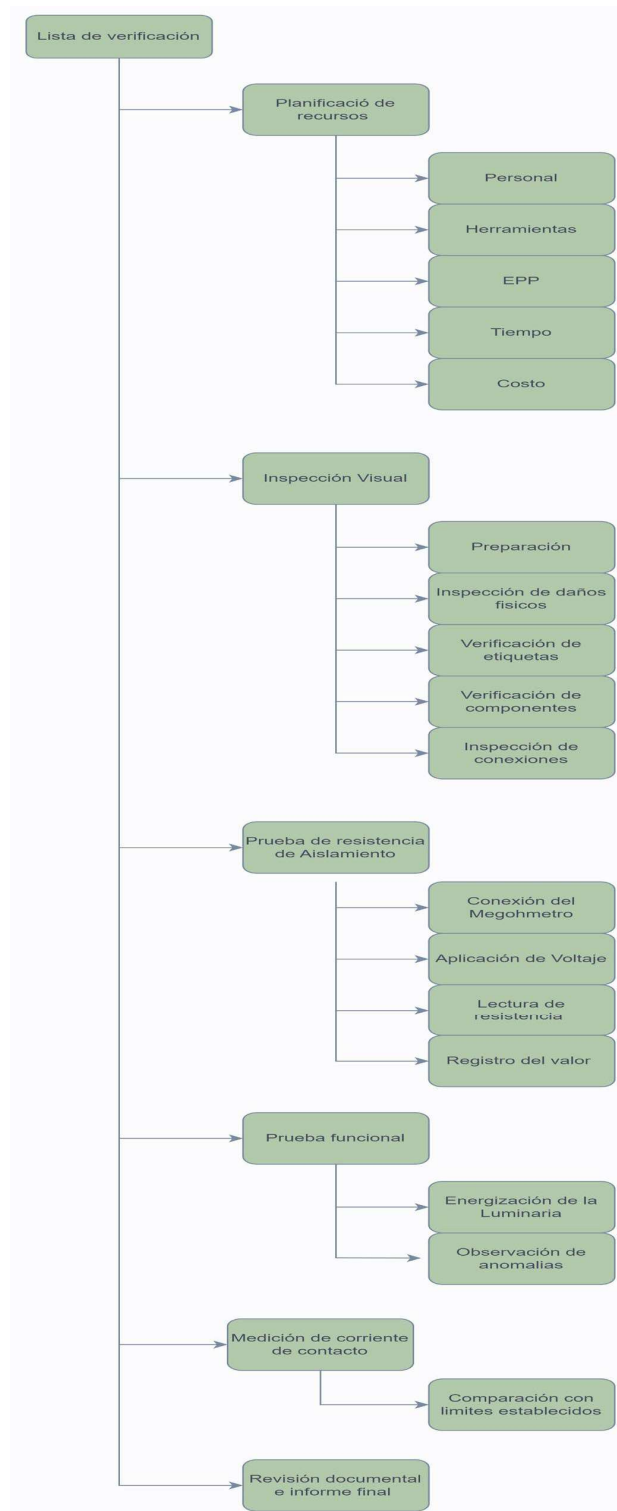 Lista de verificación
Planificació de
recursos
Personal
Herramientas
EPP
Tiempo
Costo
Inspección Visual
Preparación
Inspección de daños
fisicos
Verificación de
etiquetas
Verificación de
componentes
Inspección de
conexiones
Prueba de resistencia
de Aislamiento
Conexión del
Megohmetro
Aplicación de Voltaje
Lectura de
resistencia
Registro del valor
Prueba funcional
Energización de la
Luminaria
Observación de
anomalias
Medición de corriente
de contacto
Comparación con
limites establecidos
Revisión documental
e informe final